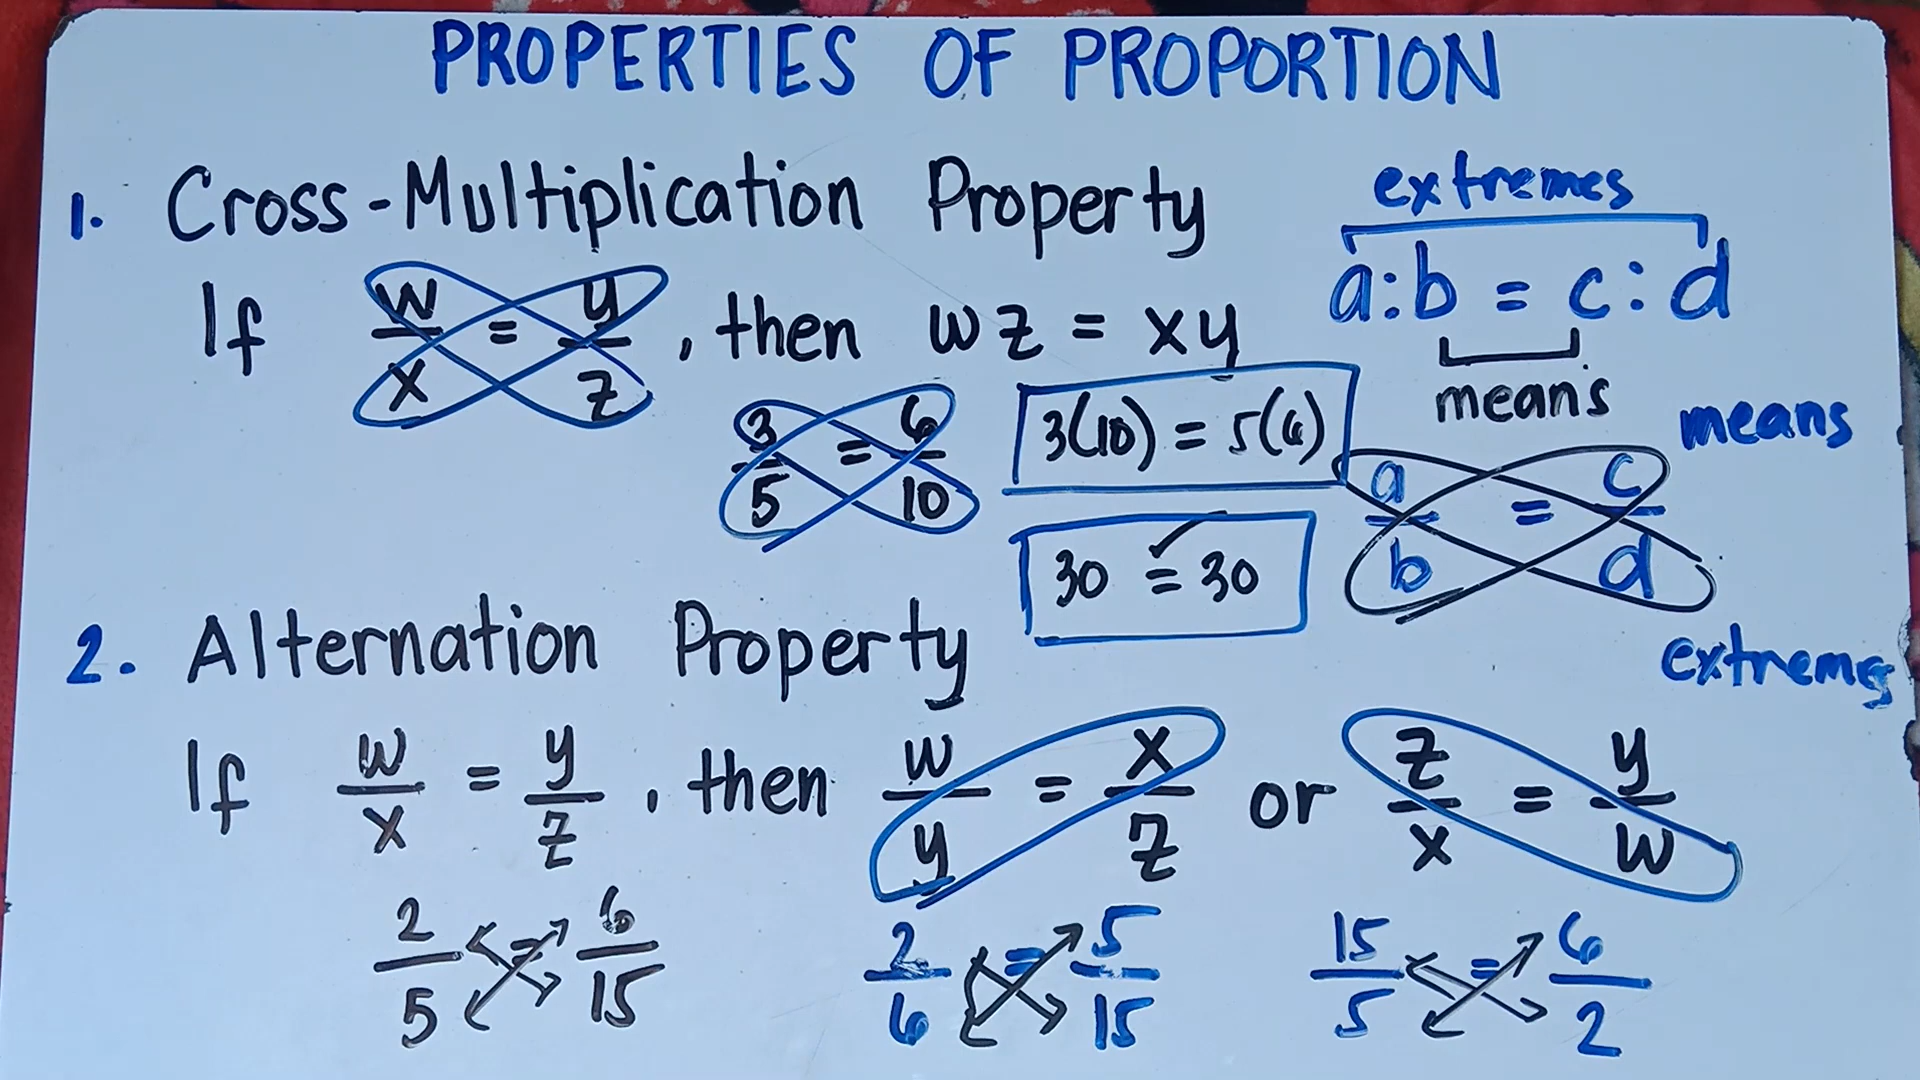 PROPERTIES OF PROPORTION
1. Cross-Multiplication Property
If w/x = y/z, then wz = xy
3/5 = 6/10
3(10) = 5(6)
30 = 30 ✓
extremes
a:b = c:d
means
means
a/b = c/d
extremes
2. Alternation Property
If w/x = y/z, then w/y = x/z or z/x = y/w
2/5 = 6/15
2/6 = 5/15
15/5 = 6/2